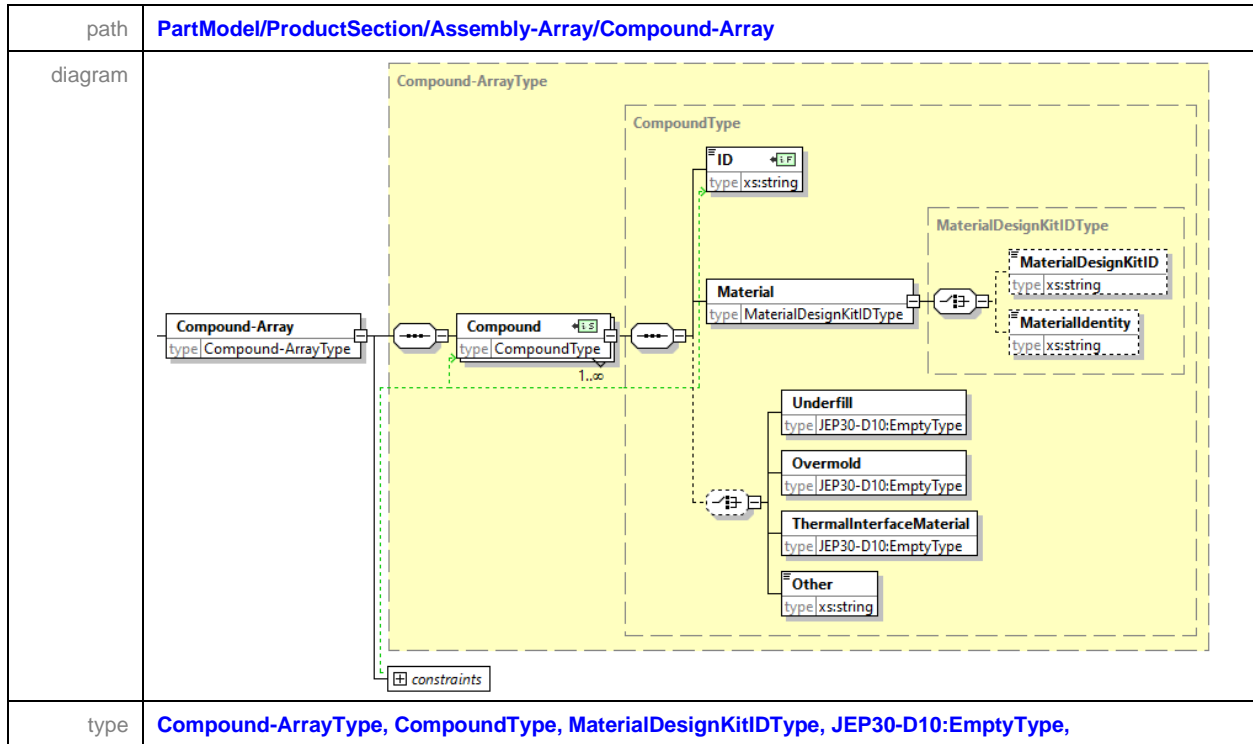 path PartModel/ProductSection/Assembly-Array/Compound-Array
diagram
Compound-ArrayType
CompoundType
ID iF
type xs:string
MaterialDesignKitIDType
MaterialDesignKitID
type xs:string
Material
type MaterialDesignKitIDType
MaterialIdentity
type xs:string
Compound-Array
type Compound-ArrayType
Compound iS
type CompoundType
1..∞
Underfill
type JEP30-D10:EmptyType
Overmold
type JEP30-D10:EmptyType
ThermalInterfaceMaterial
type JEP30-D10:EmptyType
Other
type xs:string
constraints
type Compound-ArrayType, CompoundType, MaterialDesignKitIDType, JEP30-D10:EmptyType,